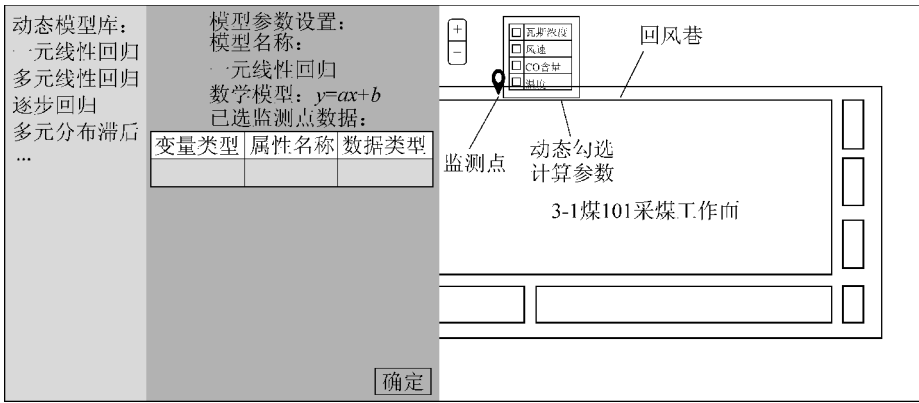 动态模型库：
一元线性回归
多元线性回归
逐步回归
多元分布滞后
...
模型参数设置：
模型名称：
一元线性回归
数学模型：y=ax+b
已选监测点数据：
变量类型 属性名称 数据类型
确定
+
−
瓦斯浓度
风速
CO含量
温度
回风巷
监测点
动态勾选
计算参数
3-1煤101采煤工作面